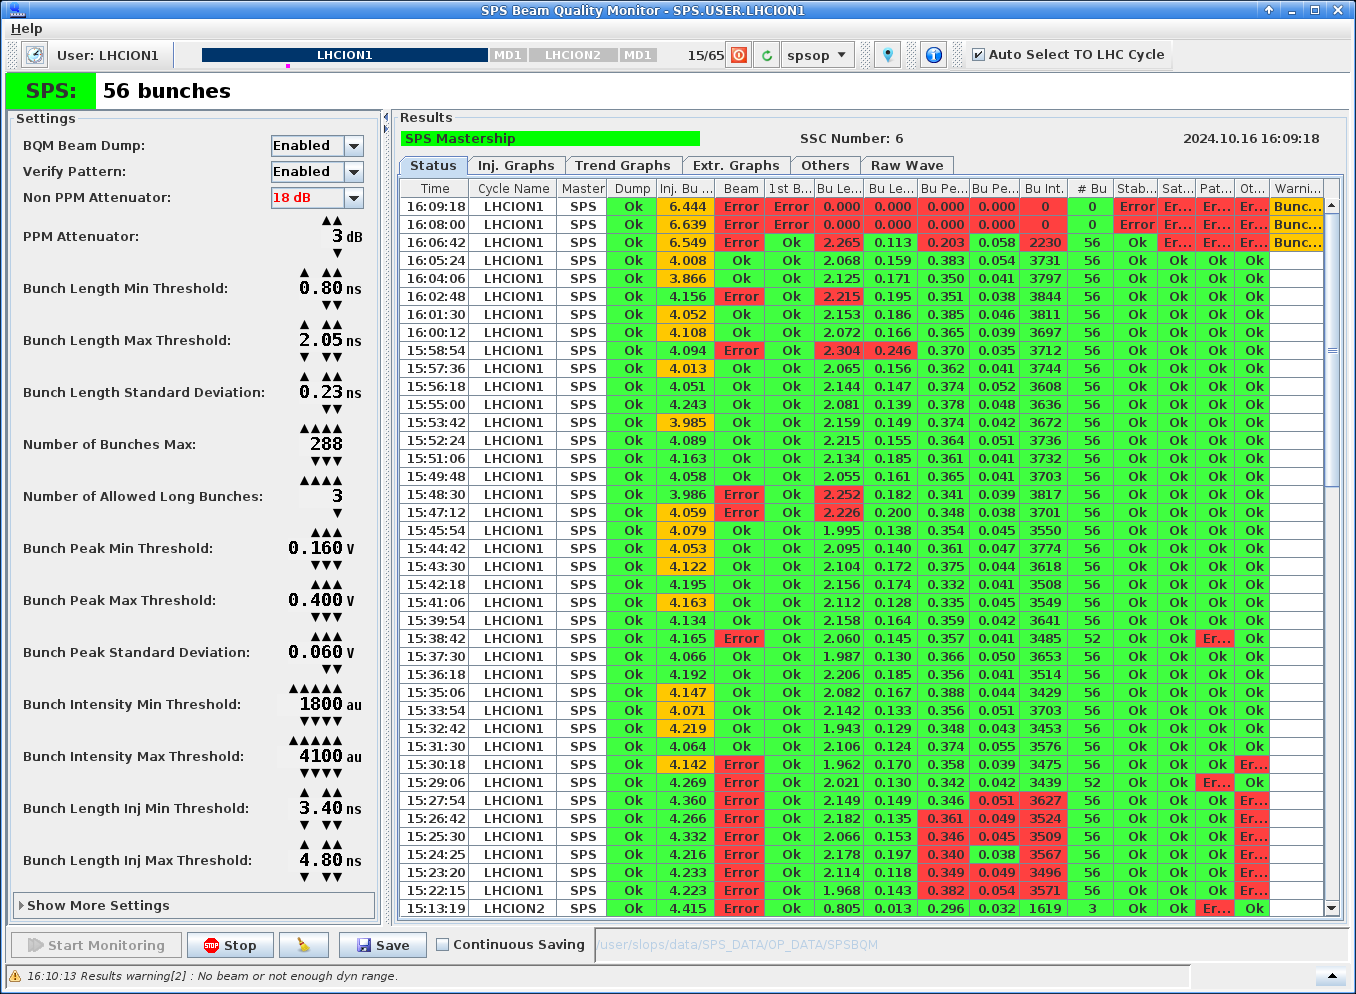 SPS Beam Quality Monitor - SPS.USER.LHCION1
Help
User: LHCION1
LHCION1 MD1 LHCION2 MD1
15/65
spsop
Auto Select TO LHC Cycle
SPS: 56 bunches
Settings
BQM Beam Dump: Enabled
Verify Pattern: Enabled
Non PPM Attenuator: 18 dB
PPM Attenuator: 3 dB
Bunch Length Min Threshold: 0.80 ns
Bunch Length Max Threshold: 2.05 ns
Bunch Length Standard Deviation: 0.23 ns
Number of Bunches Max: 288
Number of Allowed Long Bunches: 3
Bunch Peak Min Threshold: 0.160 V
Bunch Peak Max Threshold: 0.400 V
Bunch Peak Standard Deviation: 0.060 V
Bunch Intensity Min Threshold: 1800 au
Bunch Intensity Max Threshold: 4100 au
Bunch Length Inj Min Threshold: 3.40 ns
Bunch Length Inj Max Threshold: 4.80 ns
Show More Settings
Results
SPS Mastership SSC Number: 6 2024.10.16 16:09:18
Status Inj. Graphs Trend Graphs Extr. Graphs Others Raw Wave
Time Cycle Name Master Dump Inj. Bu ... Beam 1st B... Bu Le... Bu Le... Bu Pe... Bu Pe... Bu Int. # Bu Stab... Sat... Pat... Ot... Warni...
16:09:18 LHCION1 SPS Ok 6.444 Error Error 0.000 0.000 0.000 0.000 0 0 Error Er... Er... Er... Bunc...
16:08:00 LHCION1 SPS Ok 6.639 Error Error 0.000 0.000 0.000 0.000 0 0 Error Er... Er... Er... Bunc...
16:06:42 LHCION1 SPS Ok 6.549 Error Ok 2.265 0.113 0.203 0.058 2230 56 Ok Er... Er... Er... Bunc...
16:05:24 LHCION1 SPS Ok 4.008 Ok Ok 2.068 0.159 0.383 0.054 3731 56 Ok Ok Ok Ok
16:04:06 LHCION1 SPS Ok 3.866 Ok Ok 2.125 0.171 0.350 0.041 3797 56 Ok Ok Ok Ok
16:02:48 LHCION1 SPS Ok 4.156 Error Ok 2.215 0.195 0.351 0.038 3844 56 Ok Ok Ok Ok
16:01:30 LHCION1 SPS Ok 4.052 Ok Ok 2.153 0.186 0.385 0.046 3811 56 Ok Ok Ok Ok
16:00:12 LHCION1 SPS Ok 4.108 Ok Ok 2.072 0.166 0.365 0.039 3697 56 Ok Ok Ok Ok
15:58:54 LHCION1 SPS Ok 4.094 Error Ok 2.304 0.246 0.370 0.035 3712 56 Ok Ok Ok Ok
15:57:36 LHCION1 SPS Ok 4.013 Ok Ok 2.065 0.156 0.362 0.041 3744 56 Ok Ok Ok Ok
15:56:18 LHCION1 SPS Ok 4.051 Ok Ok 2.144 0.147 0.374 0.052 3608 56 Ok Ok Ok Ok
15:55:00 LHCION1 SPS Ok 4.243 Ok Ok 2.081 0.139 0.378 0.048 3636 56 Ok Ok Ok Ok
15:53:42 LHCION1 SPS Ok 3.985 Ok Ok 2.159 0.149 0.374 0.042 3672 56 Ok Ok Ok Ok
15:52:24 LHCION1 SPS Ok 4.089 Ok Ok 2.215 0.155 0.364 0.051 3736 56 Ok Ok Ok Ok
15:51:06 LHCION1 SPS Ok 4.163 Ok Ok 2.134 0.185 0.361 0.041 3732 56 Ok Ok Ok Ok
15:49:48 LHCION1 SPS Ok 4.058 Ok Ok 2.055 0.161 0.365 0.041 3703 56 Ok Ok Ok Ok
15:48:30 LHCION1 SPS Ok 3.986 Error Ok 2.252 0.182 0.341 0.039 3817 56 Ok Ok Ok Ok
15:47:12 LHCION1 SPS Ok 4.059 Error Ok 2.226 0.200 0.348 0.038 3701 56 Ok Ok Ok Ok
15:45:54 LHCION1 SPS Ok 4.079 Ok Ok 1.995 0.138 0.354 0.045 3550 56 Ok Ok Ok Ok
15:44:42 LHCION1 SPS Ok 4.053 Ok Ok 2.095 0.140 0.361 0.047 3774 56 Ok Ok Ok Ok
15:43:30 LHCION1 SPS Ok 4.122 Ok Ok 2.104 0.172 0.375 0.044 3618 56 Ok Ok Ok Ok
15:42:18 LHCION1 SPS Ok 4.195 Ok Ok 2.156 0.174 0.332 0.041 3508 56 Ok Ok Ok Ok
15:41:06 LHCION1 SPS Ok 4.163 Ok Ok 2.112 0.128 0.335 0.045 3549 56 Ok Ok Ok Ok
15:39:54 LHCION1 SPS Ok 4.134 Ok Ok 2.158 0.164 0.359 0.042 3641 56 Ok Ok Ok Ok
15:38:42 LHCION1 SPS Ok 4.165 Error Ok 2.060 0.145 0.357 0.041 3485 52 Ok Ok Er... Ok
15:37:30 LHCION1 SPS Ok 4.066 Ok Ok 1.987 0.130 0.366 0.050 3653 56 Ok Ok Ok Ok
15:36:18 LHCION1 SPS Ok 4.192 Ok Ok 2.206 0.185 0.356 0.041 3514 56 Ok Ok Ok Ok
15:35:06 LHCION1 SPS Ok 4.147 Ok Ok 2.082 0.167 0.388 0.044 3429 56 Ok Ok Ok Ok
15:33:54 LHCION1 SPS Ok 4.071 Ok Ok 2.142 0.133 0.356 0.051 3703 56 Ok Ok Ok Ok
15:32:42 LHCION1 SPS Ok 4.219 Ok Ok 1.943 0.129 0.348 0.043 3453 56 Ok Ok Ok Ok
15:31:30 LHCION1 SPS Ok 4.064 Ok Ok 2.106 0.124 0.374 0.055 3576 56 Ok Ok Ok Ok
15:30:18 LHCION1 SPS Ok 4.142 Error Ok 1.962 0.170 0.358 0.039 3475 56 Ok Ok Ok Er...
15:29:06 LHCION1 SPS Ok 4.269 Error Ok 2.021 0.130 0.342 0.042 3439 52 Ok Ok Er... Ok
15:27:54 LHCION1 SPS Ok 4.360 Error Ok 2.149 0.149 0.346 0.051 3627 56 Ok Ok Ok Er...
15:26:42 LHCION1 SPS Ok 4.266 Error Ok 2.182 0.135 0.361 0.049 3524 56 Ok Ok Ok Er...
15:25:30 LHCION1 SPS Ok 4.332 Error Ok 2.066 0.153 0.346 0.045 3509 56 Ok Ok Ok Er...
15:24:25 LHCION1 SPS Ok 4.216 Error Ok 2.178 0.197 0.340 0.038 3567 56 Ok Ok Ok Er...
15:23:20 LHCION1 SPS Ok 4.233 Error Ok 2.114 0.118 0.349 0.049 3496 56 Ok Ok Ok Er...
15:22:15 LHCION1 SPS Ok 4.223 Error Ok 1.968 0.143 0.382 0.054 3571 56 Ok Ok Ok Er...
15:13:19 LHCION2 SPS Ok 4.415 Error Ok 0.805 0.013 0.296 0.032 1619 3 Ok Ok Er... Ok
Start Monitoring Stop Save Continuous Saving /user/slops/data/SPS_DATA/OP_DATA/SPSBQM
16:10:13 Results warning[2] : No beam or not enough dyn range.